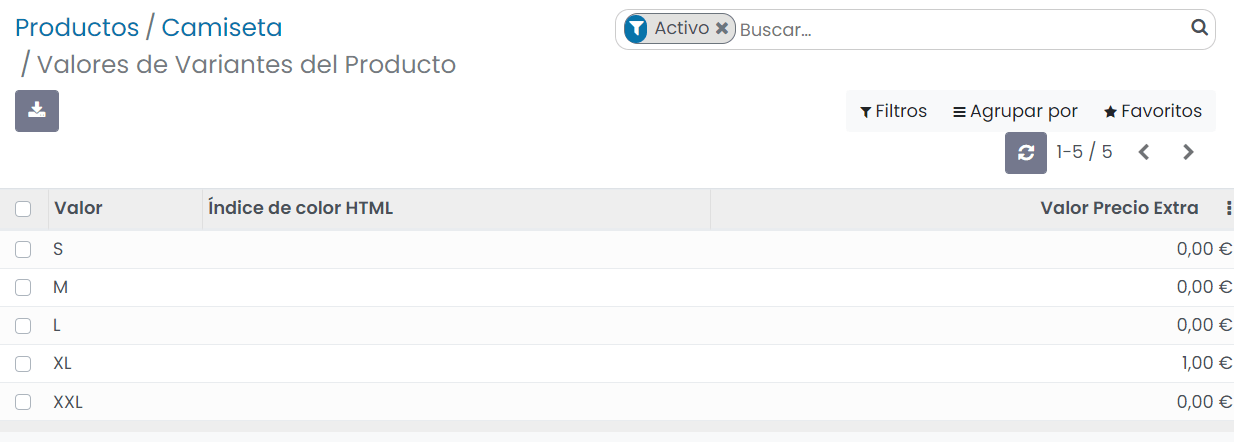 Productos / Camiseta
/ Valores de Variantes del Producto
Activo Buscar...
Filtros Agrupar por Favoritos
1-5 / 5
Valor Índice de color HTML Valor Precio Extra
S 0,00 €
M 0,00 €
L 0,00 €
XL 1,00 €
XXL 0,00 €